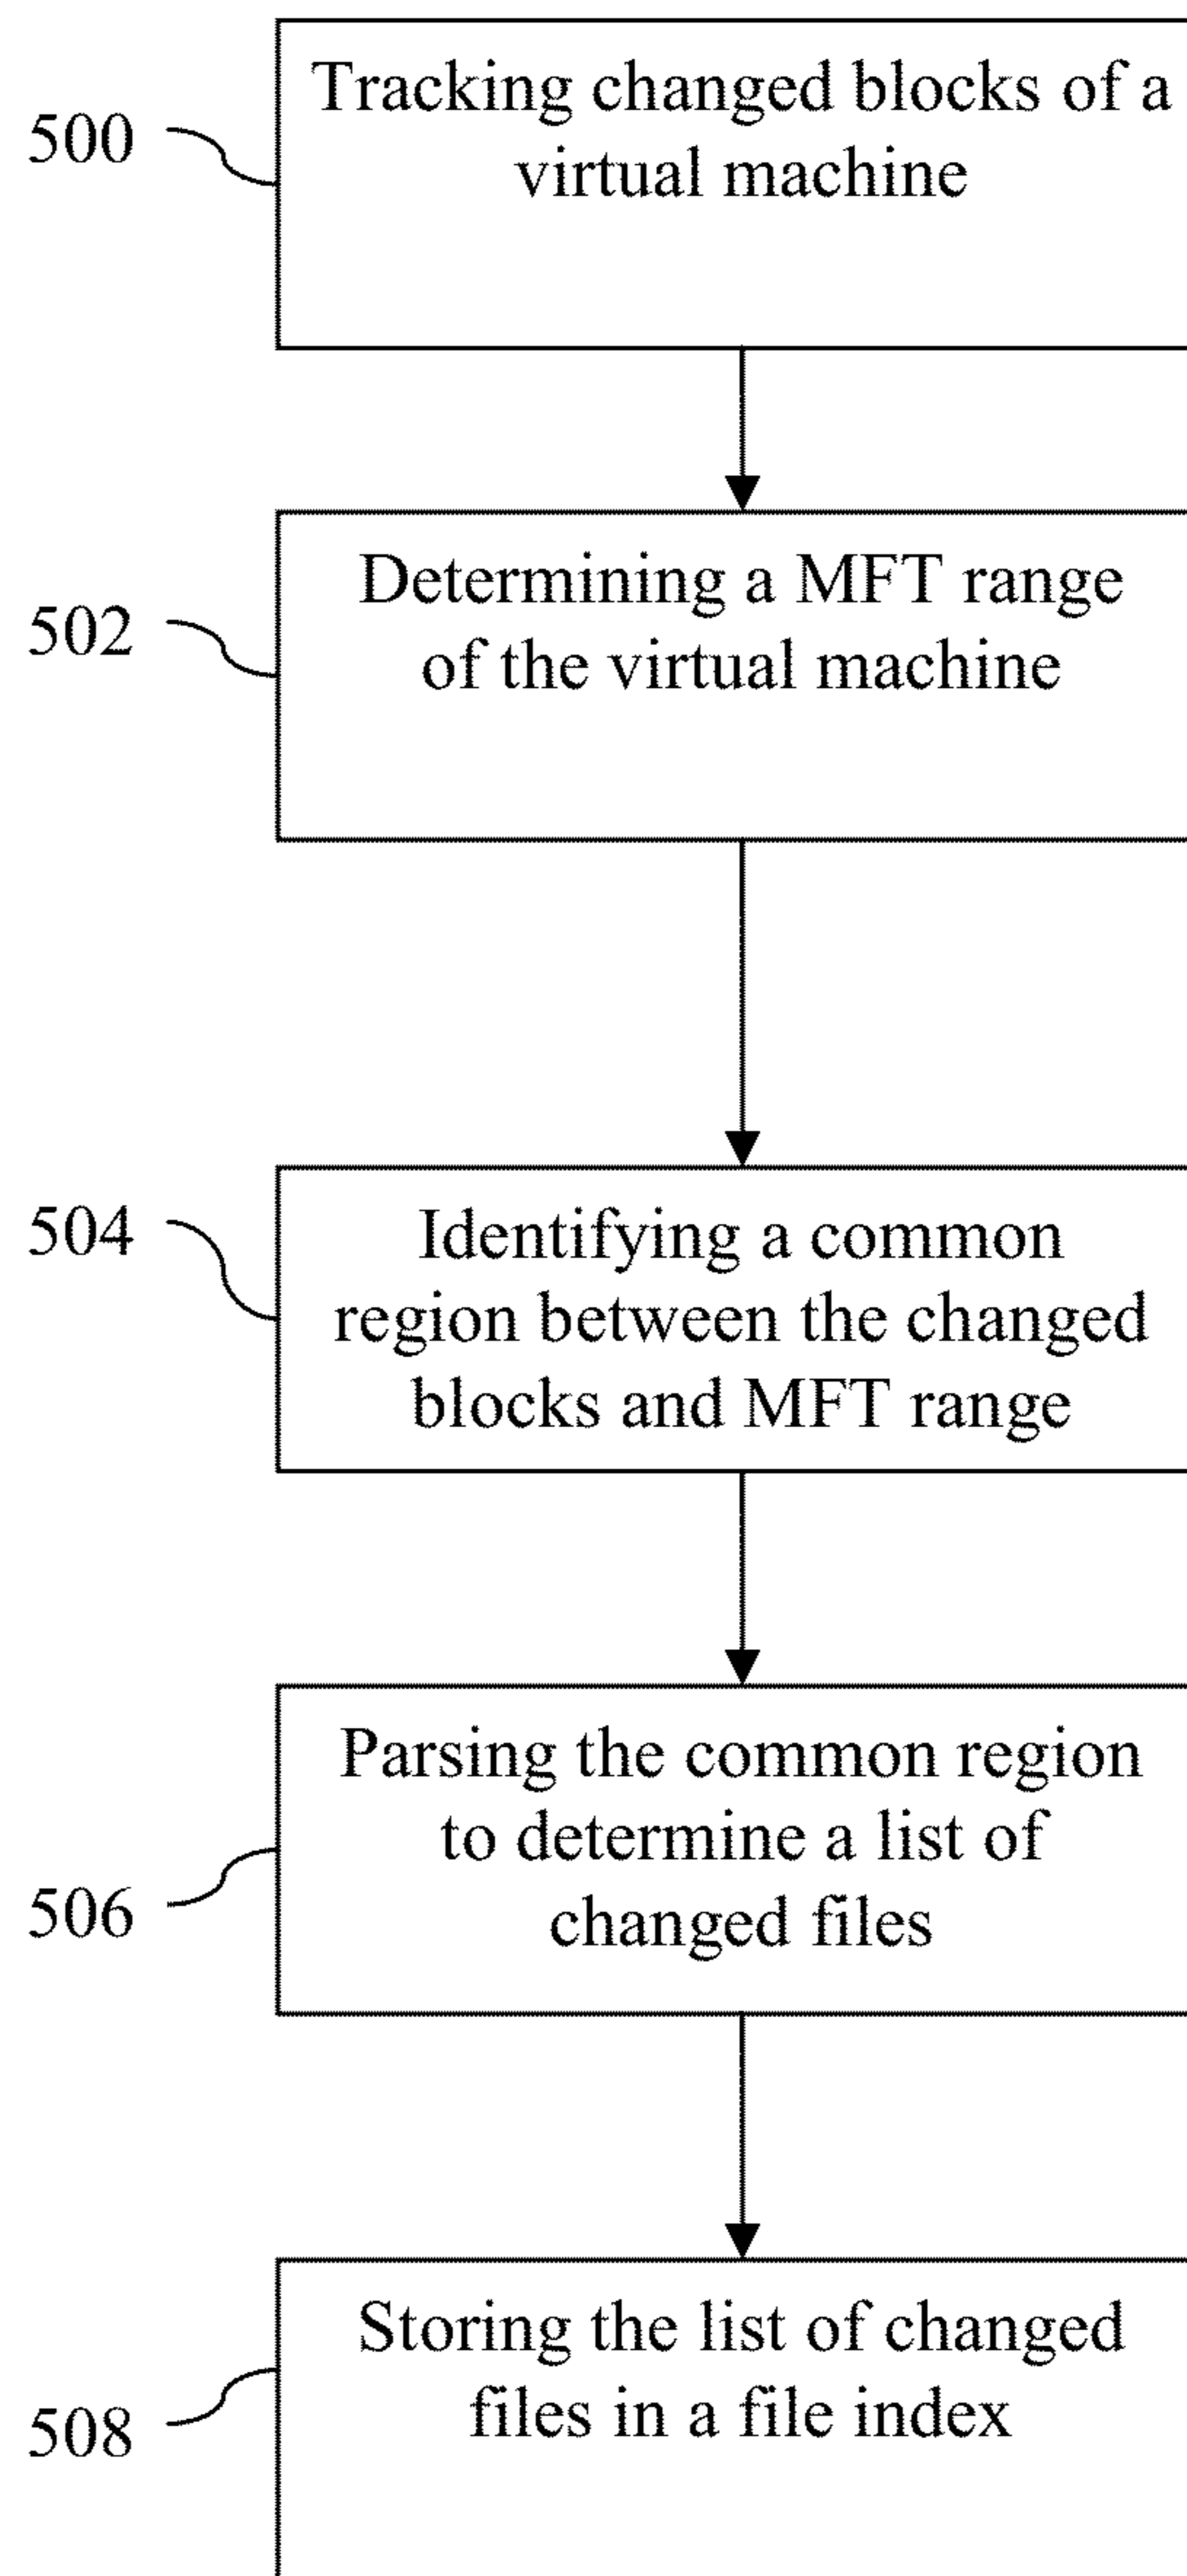 500
Tracking changed blocks of a
virtual machine
502
Determining a MFT range
of the virtual machine
504
Identifying a common
region between the changed
blocks and MFT range
506
Parsing the common region
to determine a list of
changed files
508
Storing the list of changed
files in a file index